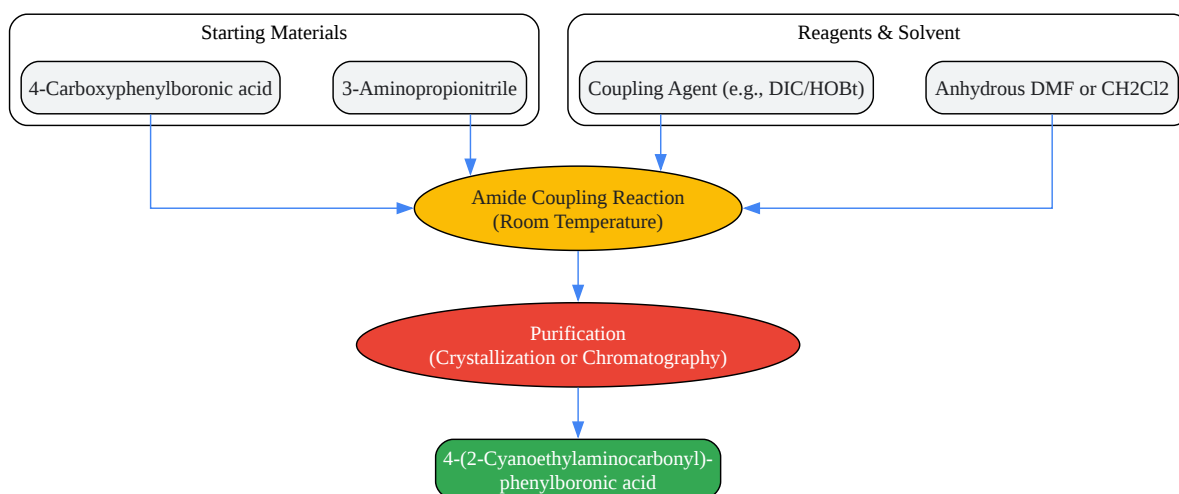 Starting Materials
Reagents & Solvent
4-Carboxyphenylboronic acid
3-Aminopropionitrile
Coupling Agent (e.g., DIC/HOBt)
Anhydrous DMF or CH2Cl2
Amide Coupling Reaction
(Room Temperature)
Purification
(Crystallization or Chromatography)
4-(2-Cyanoethylaminocarbonyl)-
phenylboronic acid